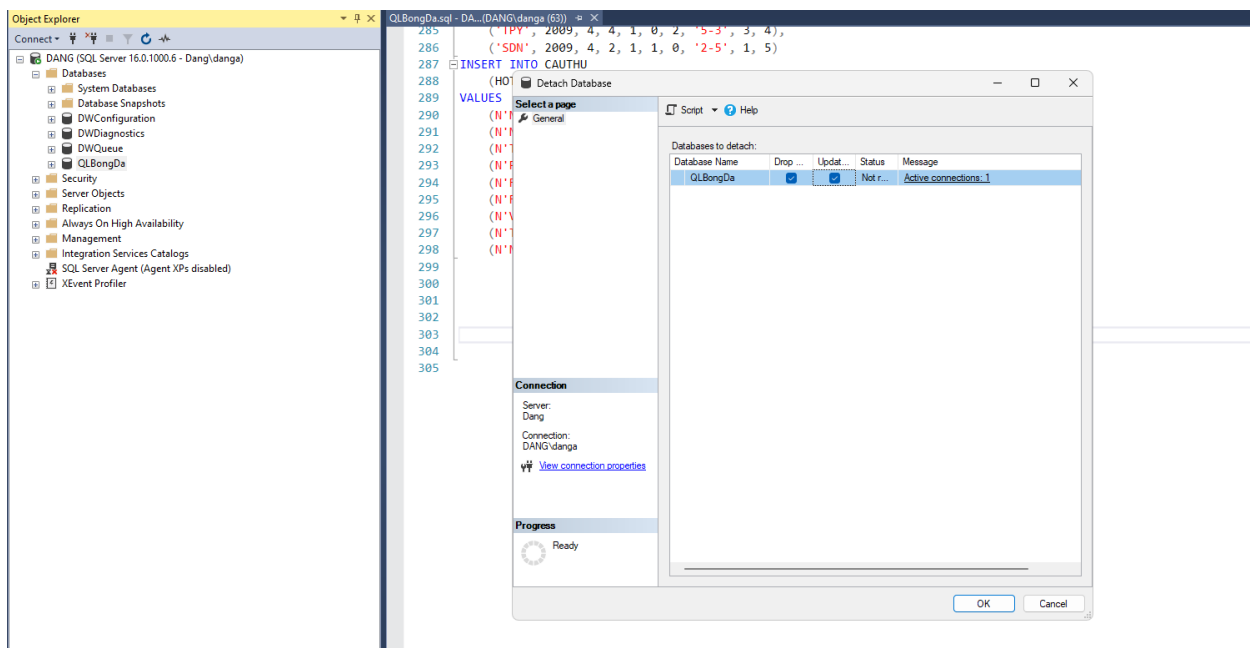 Object Explorer
Connect
DANG (SQL Server 16.0.1000.6 - Dang\danga)
Databases
System Databases
Database Snapshots
DWConfiguration
DWDiagnostics
DWQueue
QLBongDa
Security
Server Objects
Replication
Always On High Availability
Management
Integration Services Catalogs
SQL Server Agent (Agent XPs disabled)
XEvent Profiler
QLBongDa.sql - DA...(DANG\danga (63))
285 ('TPY', 2009, 4, 4, 1, 0, 2, '5-3', 3, 4),
286 ('SDN', 2009, 4, 2, 1, 1, 0, '2-5', 1, 5)
287 INSERT INTO CAUTHU
288 (HOT
289 VALUES
290 (N'
291 (N'
292 (N'T
293 (N'
294 (N'
295 (N'
296 (N'V
297 (N'T
298 (N'
299
300
301
302
303
304
305
Detach Database
Select a page
General
Script
Help
Databases to detach:
Database Name Drop ... Updat... Status Message
QLBongDa Not r... Active connections: 1
Connection
Server:
Dang
Connection:
DANG\danga
View connection properties
Progress
Ready
OK Cancel